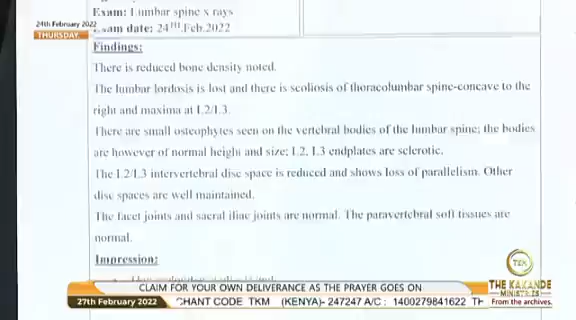 Exam: Lumbar spine x rays
24th February 2022
THURSDAY
Exam date: 24TH.Feb.2022
Findings:
There is reduced bone density noted.
The lumbar lordosis is lost and there is scoliosis of thoracolumbar spine-concave to the
right and maxima at L2/L3.
There are small osteophytes seen on the vertebral bodies of the lumbar spine; the bodies
are however of normal height and size; L2, L3 endplates are sclerotic.
The L2/L3 intervertebral disc space is reduced and shows loss of parallelism. Other
disc spaces are well maintained.
The facet joints and sacral iliac joints are normal. The paravertebral soft tissues are
normal.
Impression:
TKM
THE KAKANDE
MINISTRIES
From the archives.
CLAIM FOR YOUR OWN DELIVERANCE AS THE PRAYER GOES ON
27th February 2022
CHANT CODE TKM (KENYA)- 247247 A/C : 1400279841622 TH